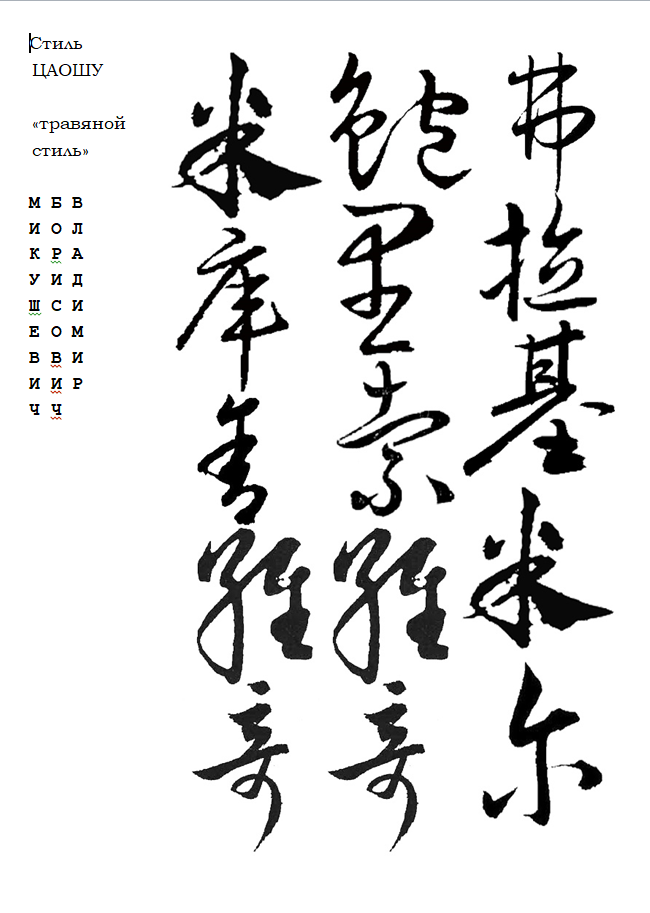 Стиль
ЦАОШУ
«травяной
стиль»
МИКУШЕВИЧ
БОРИСОВИЧ
ВЛАДИМИР
弗拉基米尔
鲍里索维奇
米库舍维奇